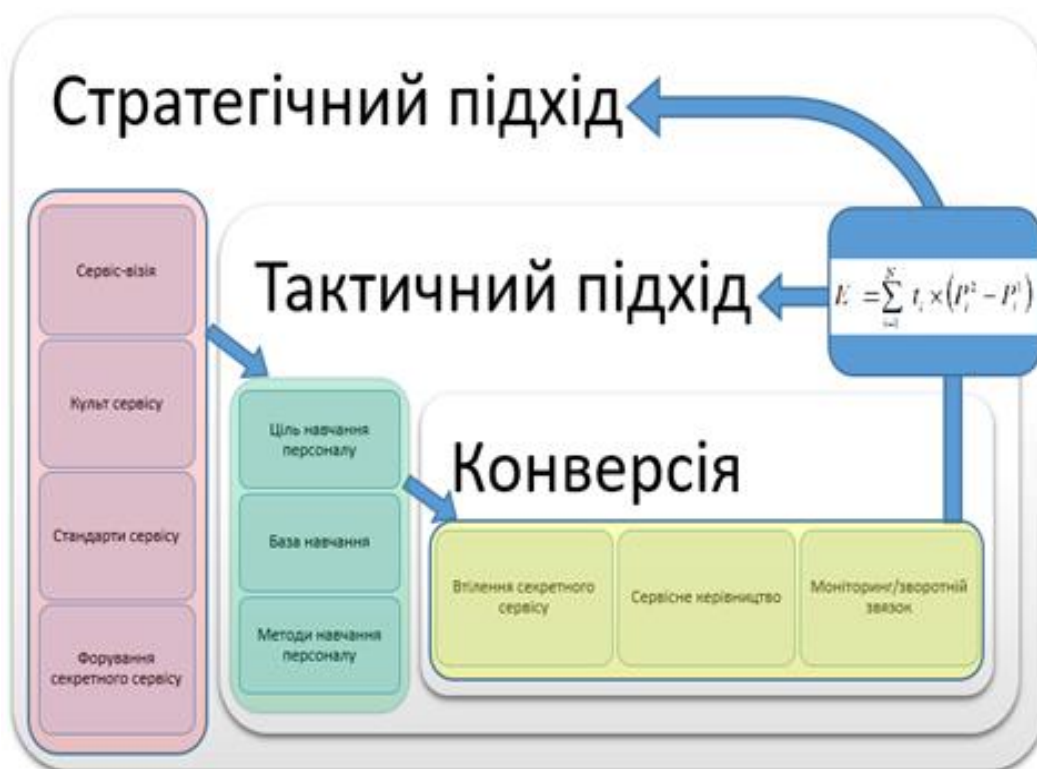 Стратегічний підхід
Сервіс-візія
Культ сервісу
Стандарти сервісу
Форування
секретного сервісу
Тактичний підхід
Ціль навчання
персоналу
База навчання
Методи навчання
персоналу
Конверсія
Втілення секретного
сервісу
Сервісне керівництво
Моніторинг/зворотній
звязок